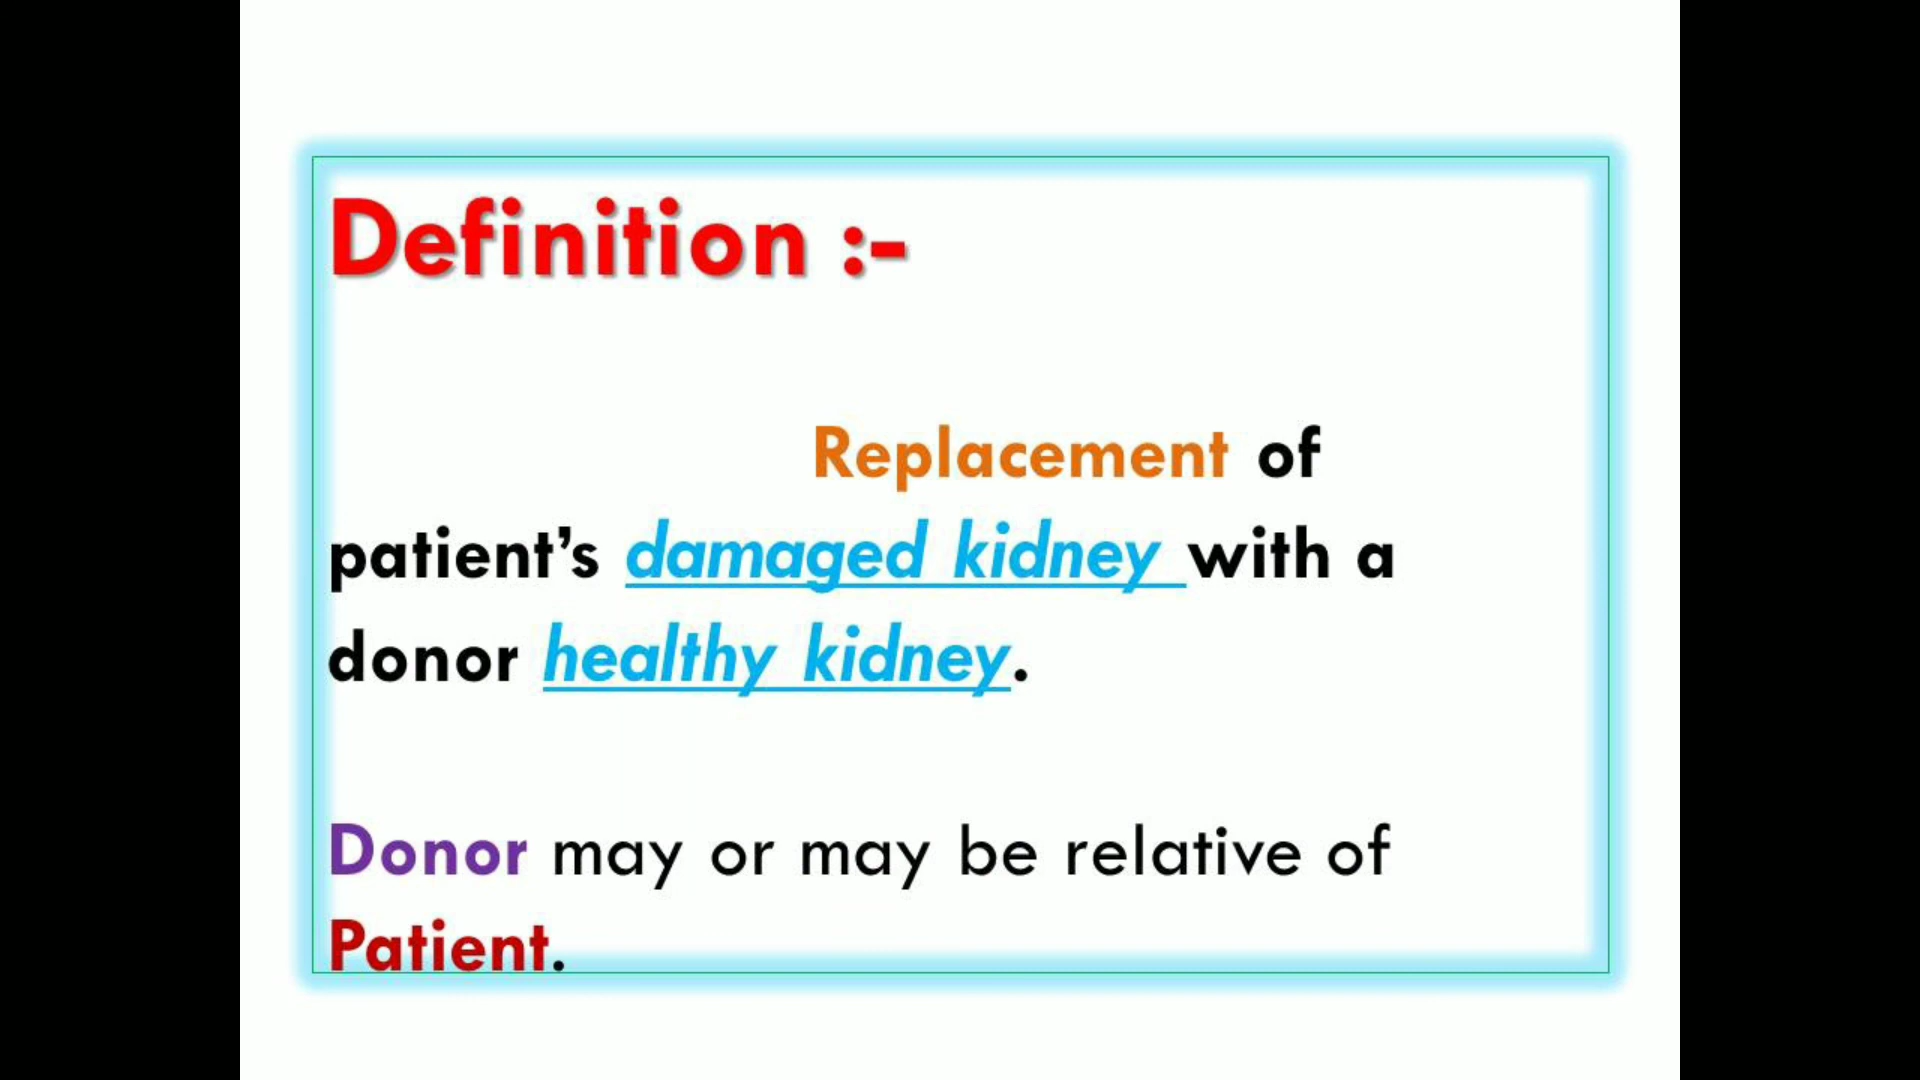 Definition :-
Replacement of
patient’s damaged kidney with a
donor healthy kidney.
Donor may or may be relative of
Patient.